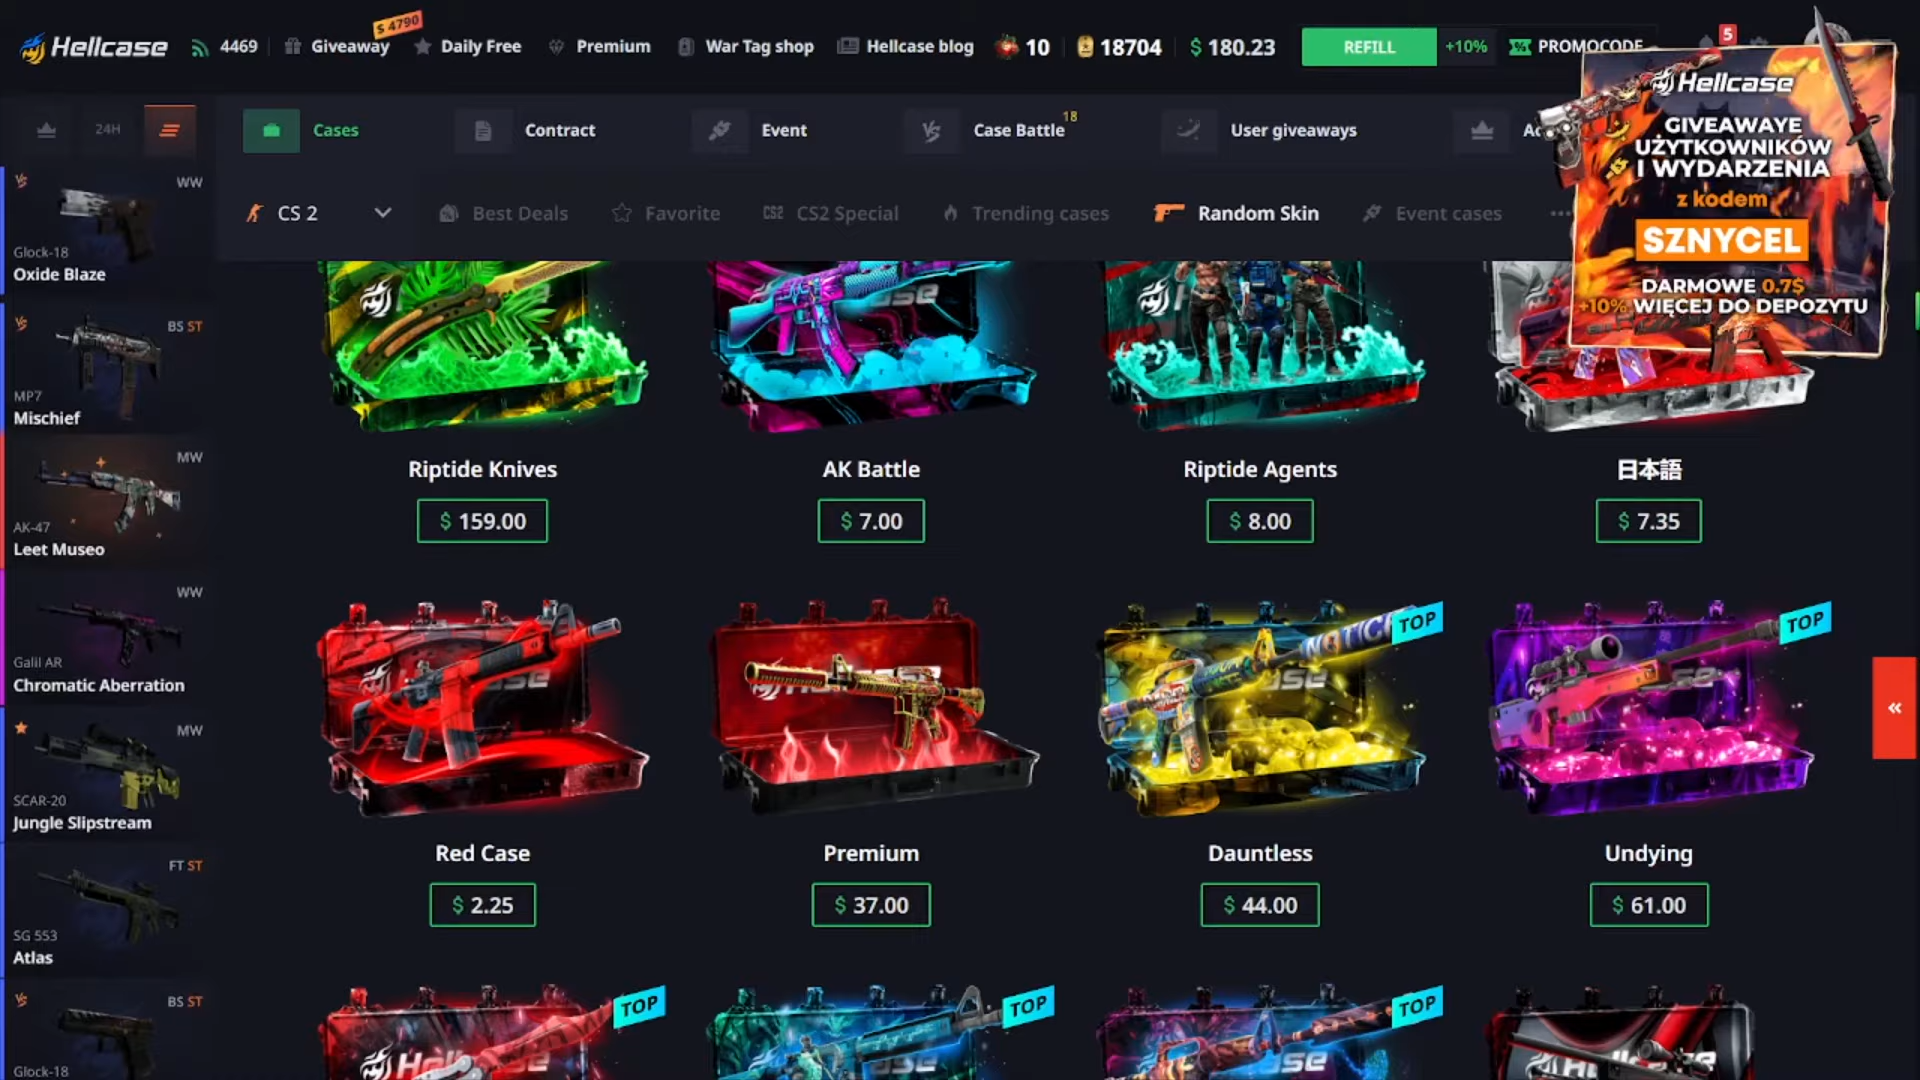 Hellcase
4469
Giveaway
$ 4790
Daily Free
Premium
War Tag shop
Hellcase blog
10
18704
$ 180.23
REFILL
+10%
PROMOCODE
5
24H
Cases
Contract
Event
Case Battle
18
User giveaways
CS 2
Best Deals
Favorite
CS2
CS2 Special
Trending cases
Random Skin
Event cases
Hellcase
GIVEAWAYE
UŻYTKOWNIKÓW
I WYDARZENIA
z kodem
SZNYCEL
DARMOWE 0.7$
+10% WIĘCEJ DO DEPOZYTU
WW
Glock-18
Oxide Blaze
BS ST
MP7
Mischief
MW
AK-47
Leet Museo
WW
Galil AR
Chromatic Aberration
MW
SCAR-20
Jungle Slipstream
FT ST
SG 553
Atlas
BS ST
Glock-18
Riptide Knives
$ 159.00
AK Battle
$ 7.00
Riptide Agents
$ 8.00
日本語
$ 7.35
Red Case
$ 2.25
Premium
$ 37.00
TOP
Dauntless
$ 44.00
TOP
Undying
$ 61.00
TOP
TOP
TOP